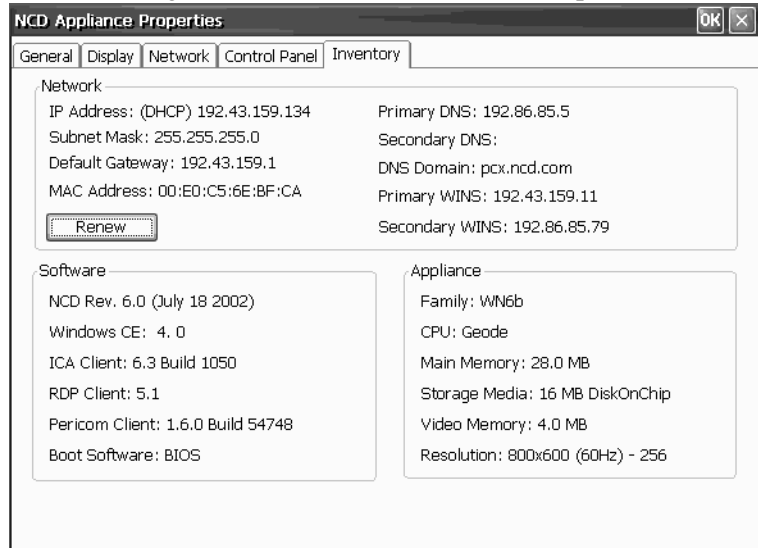 NCD Appliance Properties
OK
General Display Network Control Panel Inventory
Network
IP Address: (DHCP) 192.43.159.134
Subnet Mask: 255.255.255.0
Default Gateway: 192.43.159.1
MAC Address: 00:E0:C5:6E:BF:CA
Renew
Primary DNS: 192.86.85.5
Secondary DNS:
DNS Domain: pcx.ncd.com
Primary WINS: 192.43.159.11
Secondary WINS: 192.86.85.79
Software
NCD Rev. 6.0 (July 18 2002)
Windows CE: 4. 0
ICA Client: 6.3 Build 1050
RDP Client: 5.1
Pericom Client: 1.6.0 Build 54748
Boot Software: BIOS
Appliance
Family: WN6b
CPU: Geode
Main Memory: 28.0 MB
Storage Media: 16 MB DiskOnChip
Video Memory: 4.0 MB
Resolution: 800x600 (60Hz) - 256